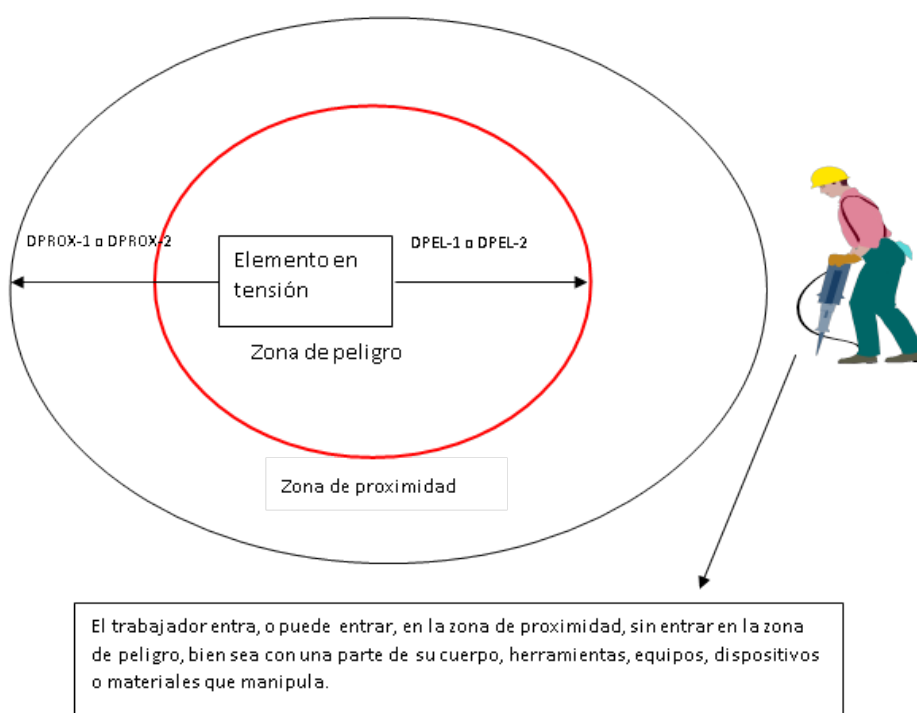 DPROX-1 o DPROX-2
DPEL-1 o DPEL-2
Elemento en
tensión
Zona de peligro
Zona de proximidad
El trabajador entra, o puede entrar, en la zona de proximidad, sin entrar en la zona
de peligro, bien sea con una parte de su cuerpo, herramientas, equipos, dispositivos
o materiales que manipula.